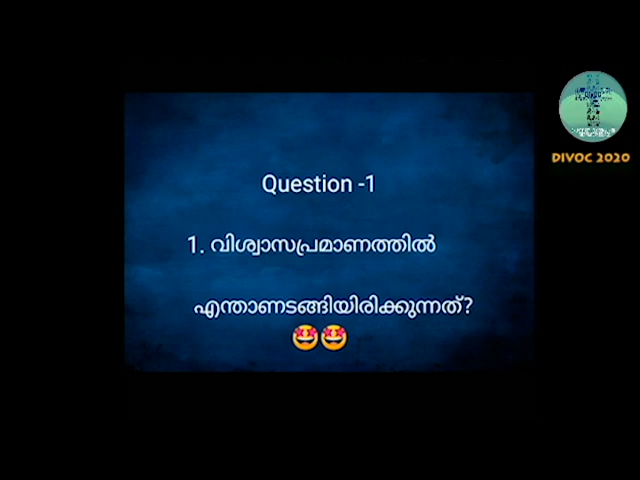 Question -1
1. വിശ്വാസപ്രമാണത്തിൽ
എന്താണടങ്ങിയിരിക്കുന്നത്?
🤩🤩
DIVOC 2020